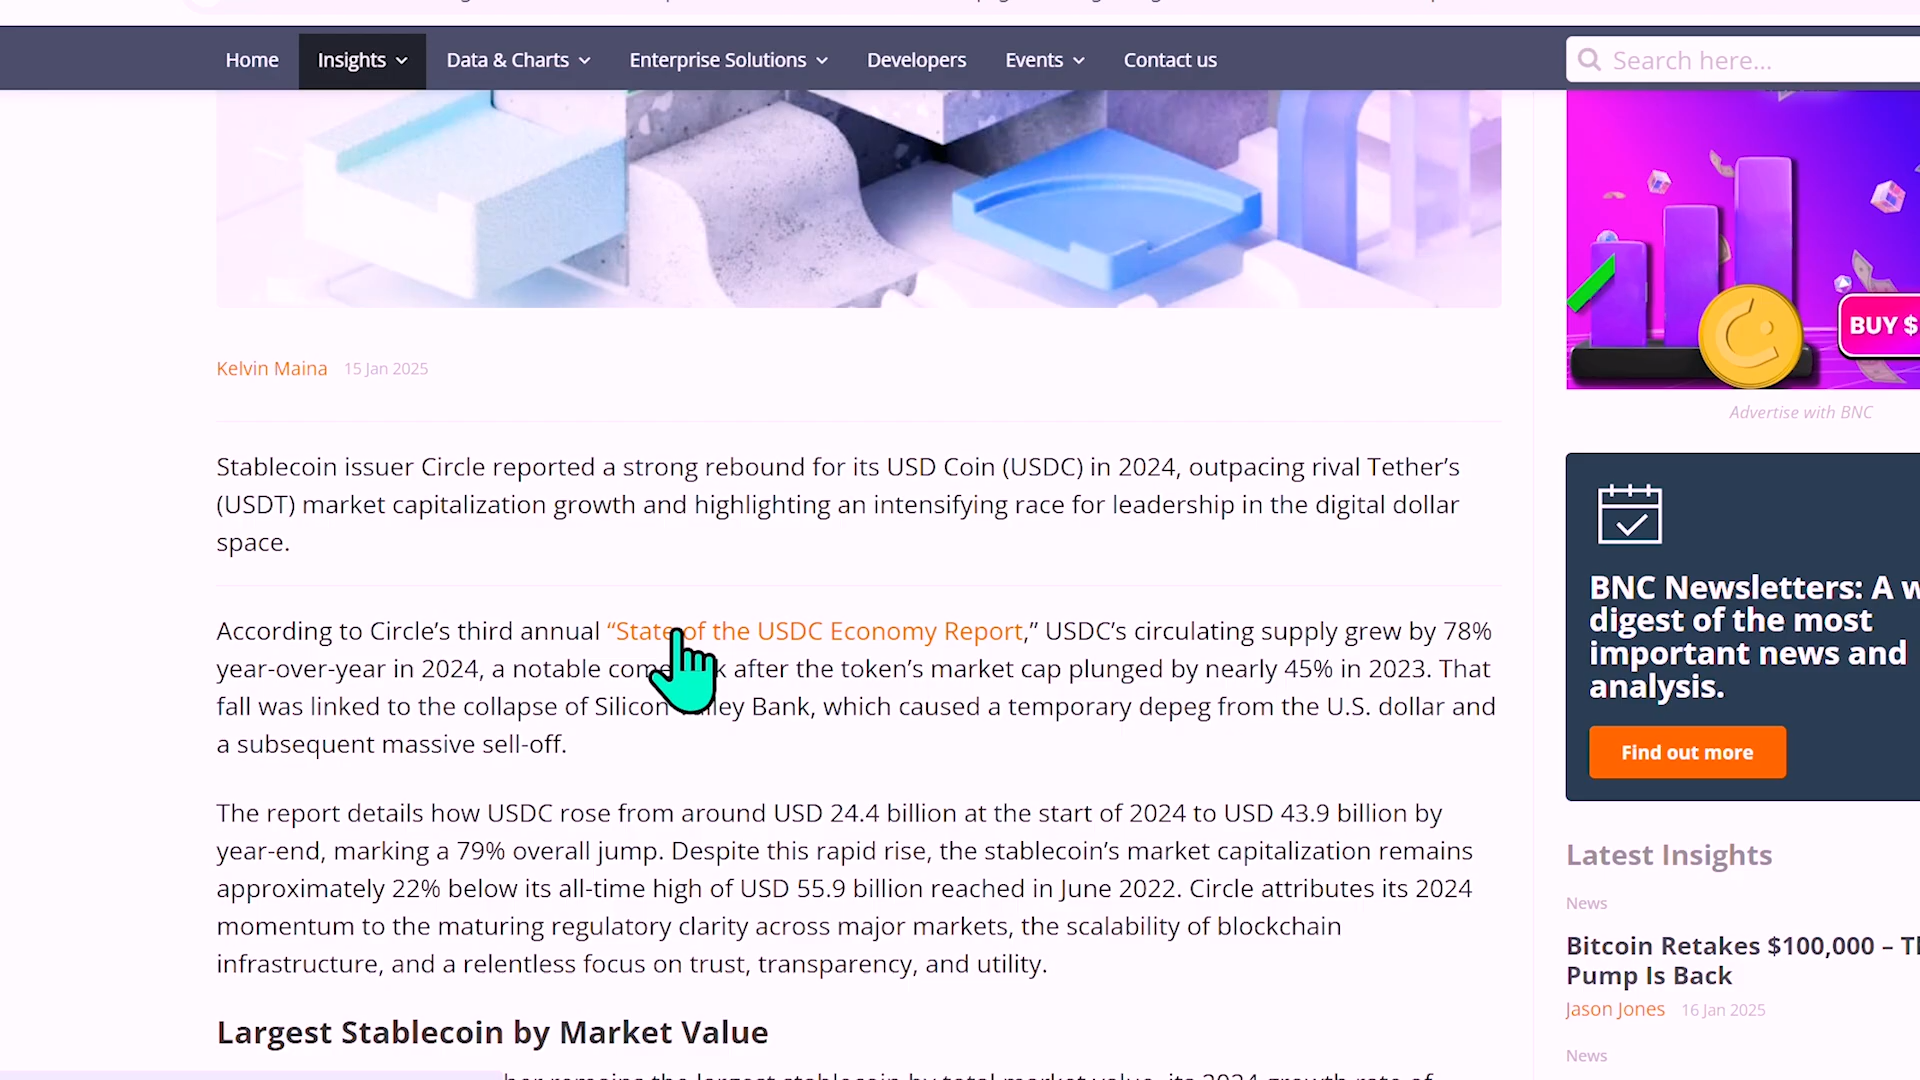 Home Insights Data & Charts Enterprise Solutions Developers Events Contact us Search here...
BUY $
Kelvin Maina 15 Jan 2025
Advertise with BNC
Stablecoin issuer Circle reported a strong rebound for its USD Coin (USDC) in 2024, outpacing rival Tether’s
(USDT) market capitalization growth and highlighting an intensifying race for leadership in the digital dollar
space.
According to Circle’s third annual “State of the USDC Economy Report,” USDC’s circulating supply grew by 78%
year-over-year in 2024, a notable after the token’s market cap plunged by nearly 45% in 2023. That
fall was linked to the collapse of Silicon Bank, which caused a temporary depeg from the U.S. dollar and
a subsequent massive sell-off.
The report details how USDC rose from around USD 24.4 billion at the start of 2024 to USD 43.9 billion by
year-end, marking a 79% overall jump. Despite this rapid rise, the stablecoin’s market capitalization remains
approximately 22% below its all-time high of USD 55.9 billion reached in June 2022. Circle attributes its 2024
momentum to the maturing regulatory clarity across major markets, the scalability of blockchain
infrastructure, and a relentless focus on trust, transparency, and utility.
Largest Stablecoin by Market Value
BNC Newsletters: A w
digest of the most
important news and
analysis.
Find out more
Latest Insights
News
Bitcoin Retakes $100,000 – Th
Pump Is Back
Jason Jones 16 Jan 2025
News